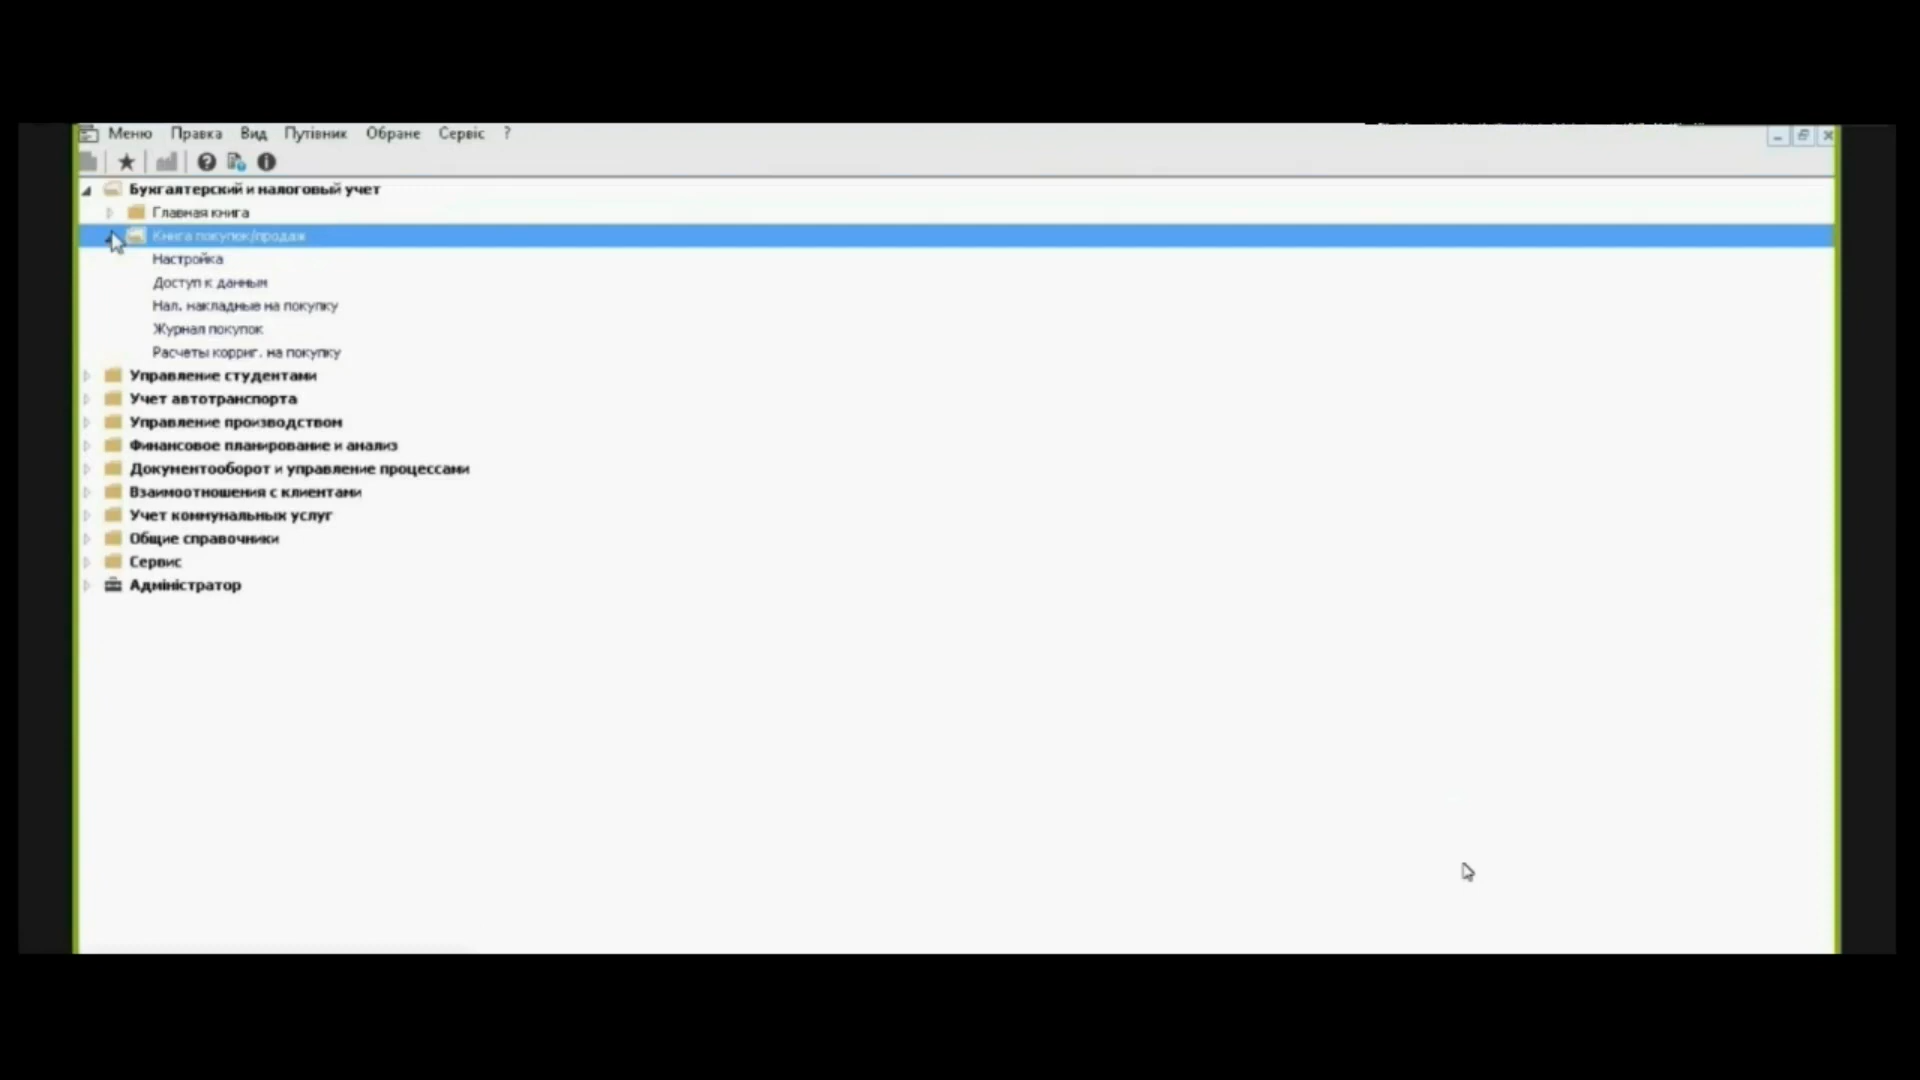 Меню Правка Вид Путівник Обране Сервіс ?
Бухгалтерский и налоговый учет
Главная книга
Книга покупок/продаж
Настройка
Доступ к данным
Нал. накладные на покупку
Журнал покупок
Расчеты корриг. на покупку
Управление студентами
Учет автотранспорта
Управление производством
Финансовое планирование и анализ
Документооборот и управление процессами
Взаимоотношения с клиентами
Учет коммунальных услуг
Общие справочники
Сервис
Адміністратор